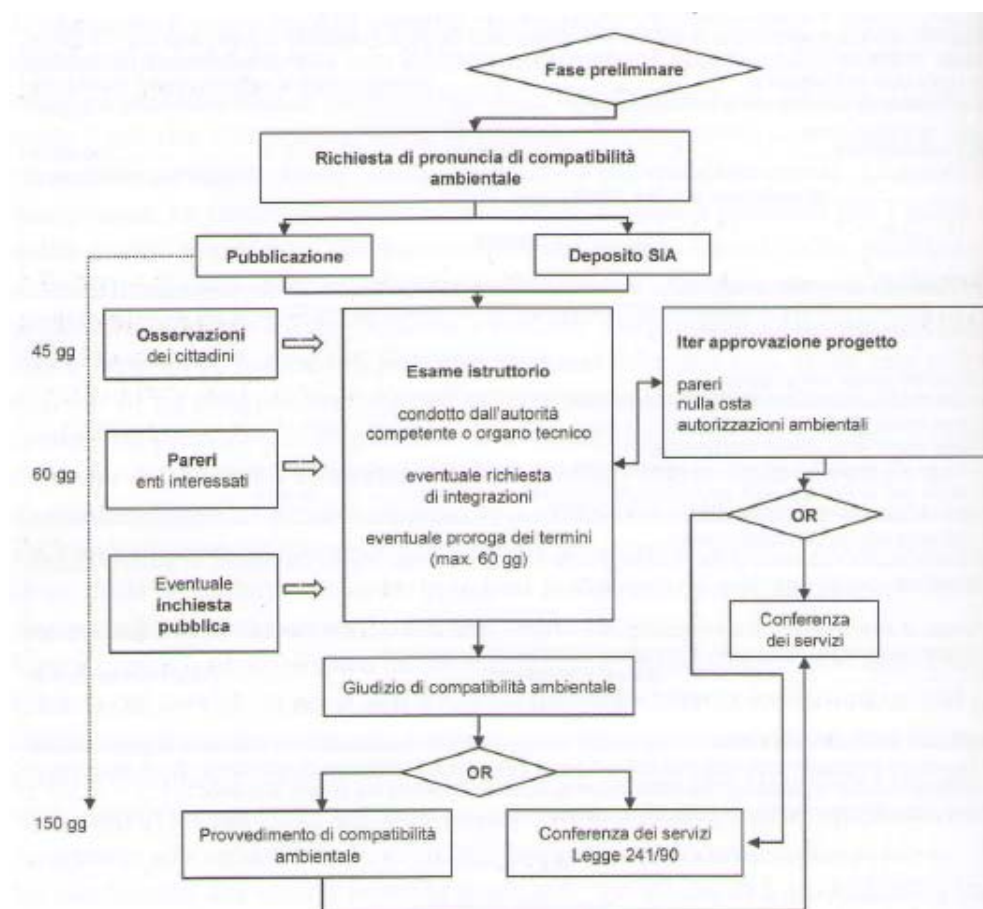 Fase preliminare
Richiesta di pronuncia di compatibilità
ambientale
Pubblicazione
Deposito SIA
45 gg
Osservazioni
dei cittadini
60 gg
Pareri
enti interessati
Eventuale
inchiesta
pubblica
Esame istruttorio
condotto dall'autorità
competente o organo tecnico
eventuale richiesta
di integrazioni
eventuale proroga dei termini
(max. 60 gg)
Iter approvazione progetto
pareri
nulla osta
autorizzazioni ambientali
OR
Conferenza
dei servizi
Giudizio di compatibilità ambientale
OR
150 gg
Provvedimento di compatibilità
ambientale
Conferenza dei servizi
Legge 241/90